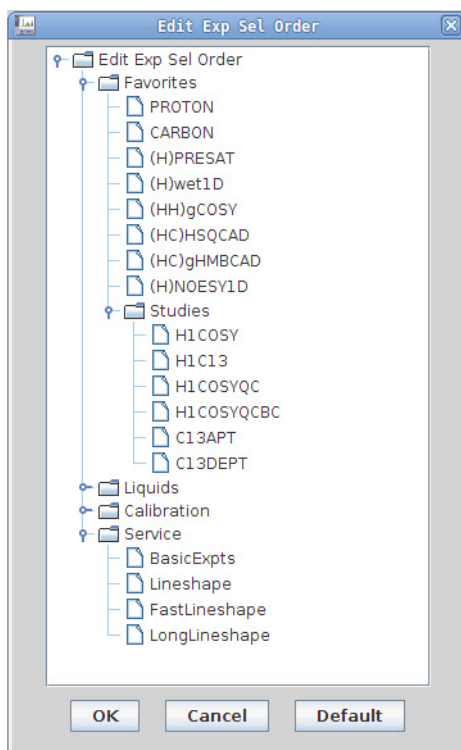 Edit Exp Sel Order
Edit Exp Sel Order
Favorites
PROTON
CARBON
(H)PRESAT
(H)wet1D
(HH)gCOSY
(HC)HSQCAD
(HC)gHMBCAD
(H)NOESY1D
Studies
H1COSY
H1C13
H1COSYQC
H1COSYQCBC
C13APT
C13DEPT
Liquids
Calibration
Service
BasicExpts
Lineshape
FastLineshape
LongLineshape
OK Cancel Default